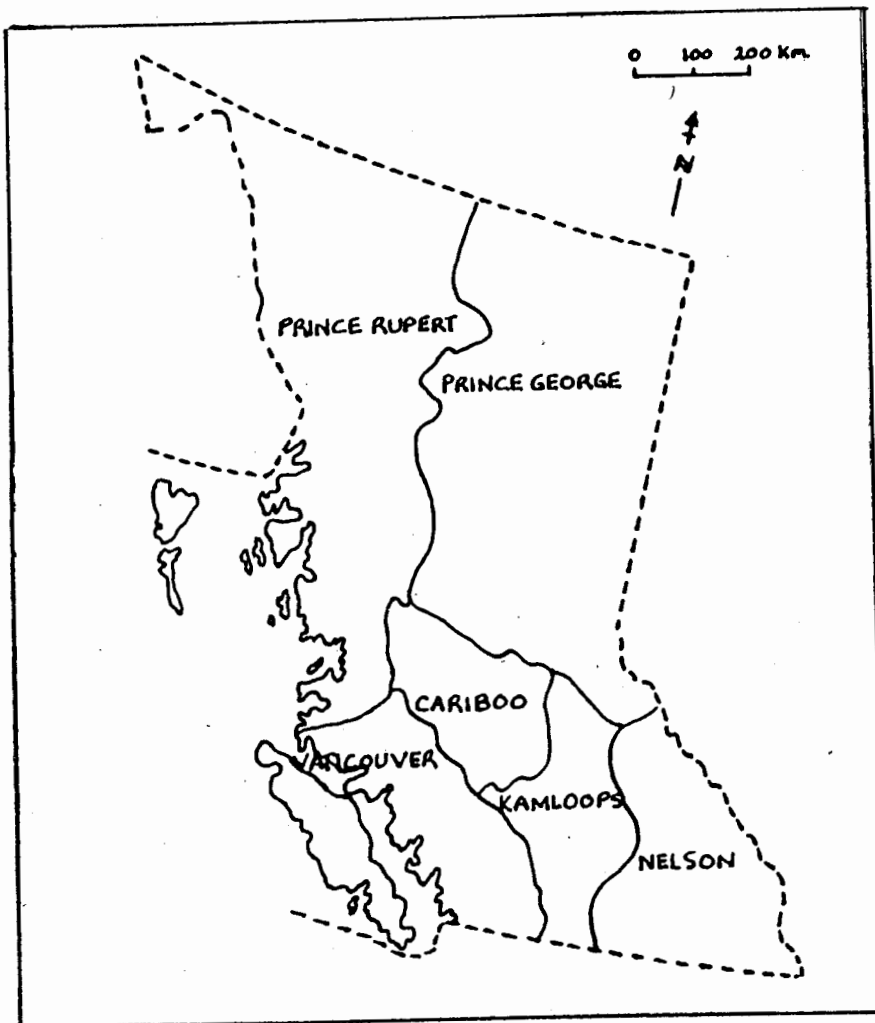 0 100 200 Km.
N
PRINCE RUPERT
PRINCE GEORGE
CARIBOO
VANCOUVER
KAMLOOPS
NELSON